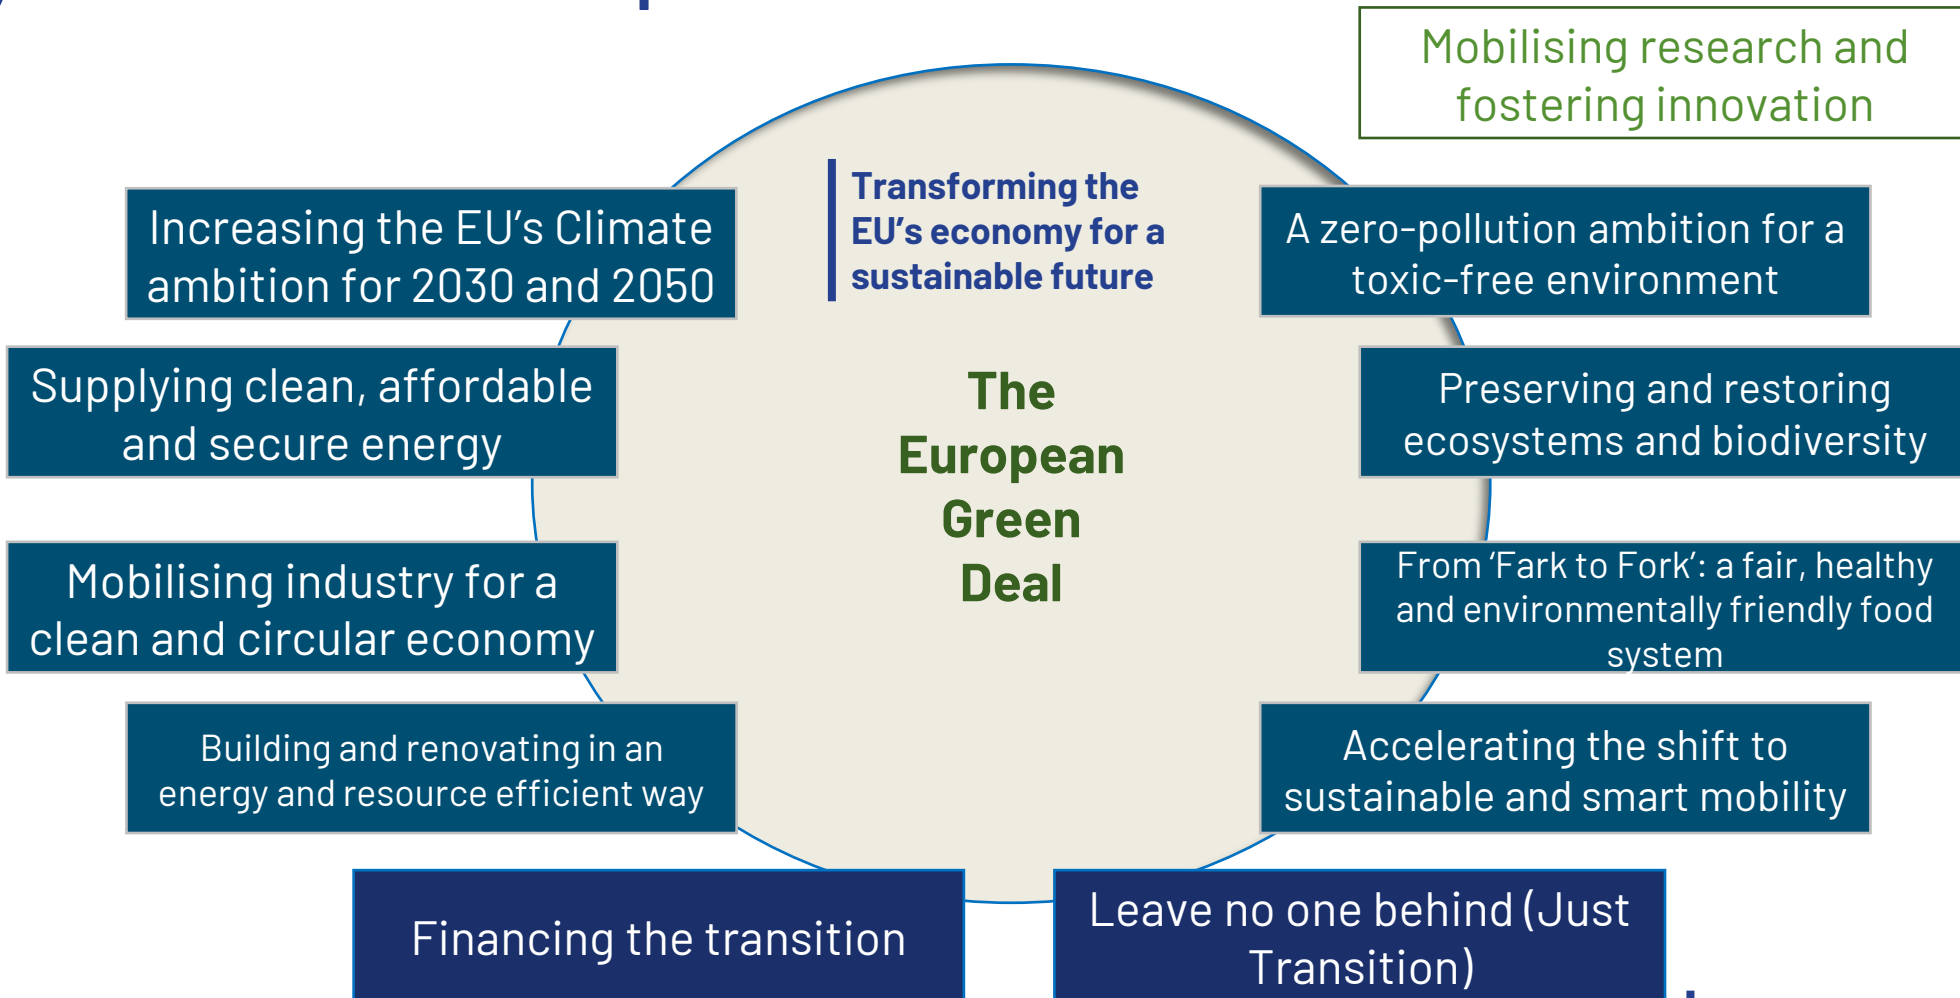 Mobilising research and
fostering innovation
Transforming the
EU's economy for a
sustainable future
The
European
Green
Deal
Increasing the EU's Climate
ambition for 2030 and 2050
Supplying clean, affordable
and secure energy
Mobilising industry for a
clean and circular economy
Building and renovating in an
energy and resource efficient way
A zero-pollution ambition for a
toxic-free environment
Preserving and restoring
ecosystems and biodiversity
From 'Fark to Fork': a fair, healthy
and environmentally friendly food
system
Accelerating the shift to
sustainable and smart mobility
Financing the transition
Leave no one behind (Just
Transition)